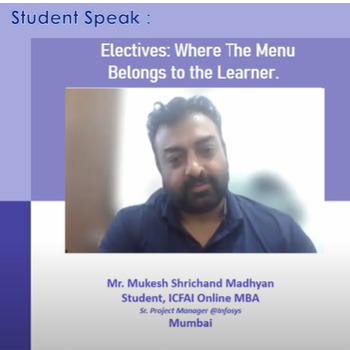 Student Speak :
Electives: Where The Menu
Belongs to the Learner.
Mr. Mukesh Shrichand Madhyan
Student, ICFAI Online MBA
Sr. Project Manager @Infosys
Mumbai